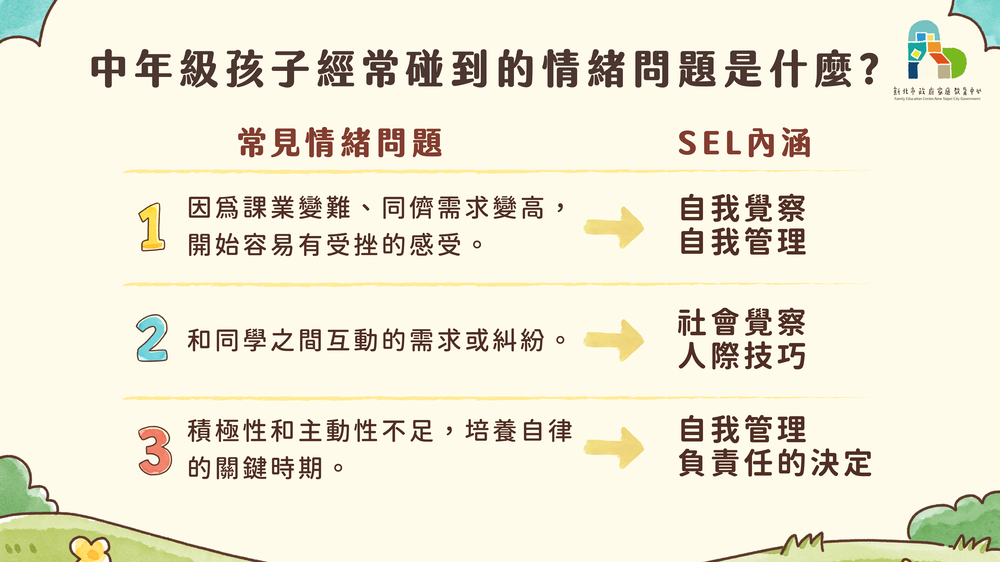 中年級孩子經常碰到的情緒問題是什麼?
新北市政府家庭教育中心
Family Education Center,New Taipei City Government
常見情緒問題
SEL內涵
1
因為課業變難、同儕需求變高，
開始容易有受挫的感受。
自我覺察
自我管理
2
和同學之間互動的需求或糾紛。
社會覺察
人際技巧
3
積極性和主動性不足，培養自律
的關鍵時期。
自我管理
負責任的決定